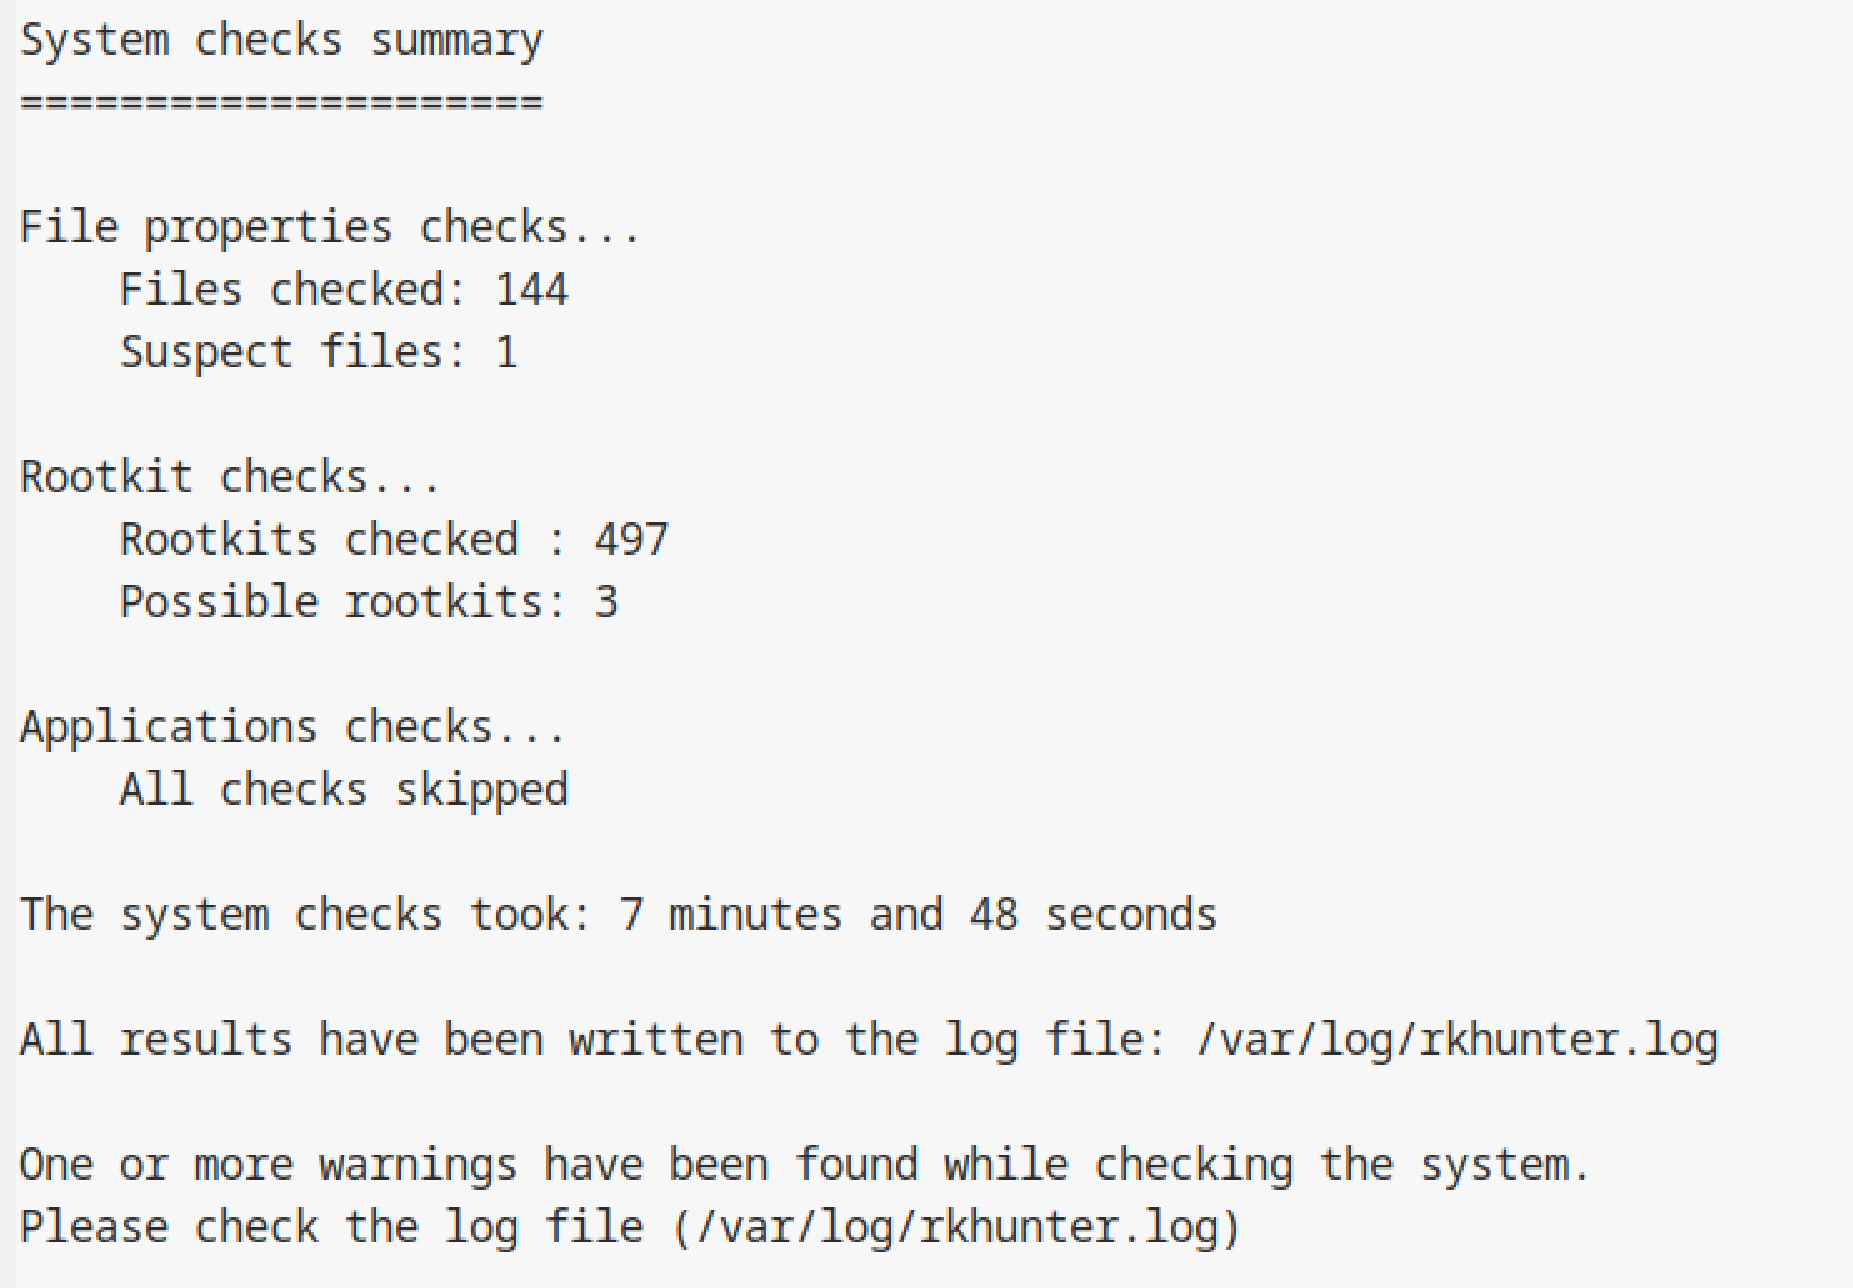 System checks summary
=====================
File properties checks...
Files checked: 144
Suspect files: 1
Rootkit checks...
Rootkits checked : 497
Possible rootkits: 3
Applications checks...
All checks skipped
The system checks took: 7 minutes and 48 seconds
All results have been written to the log file: /var/log/rkhunter.log
One or more warnings have been found while checking the system.
Please check the log file (/var/log/rkhunter.log)